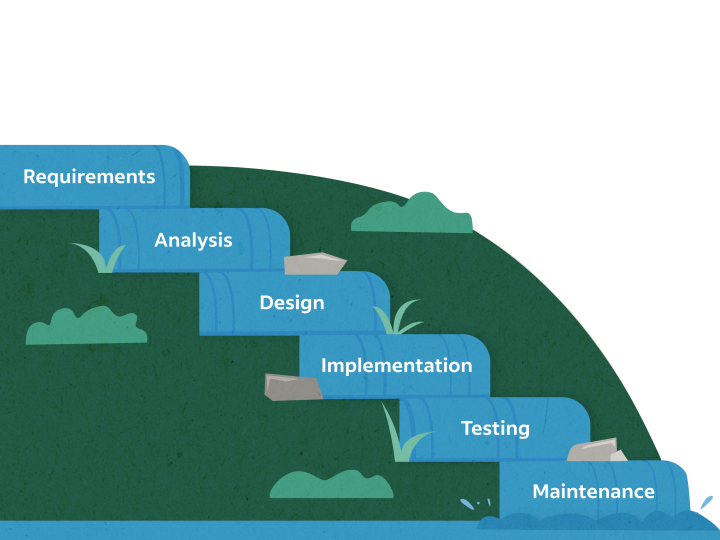 Requirements
Analysis
Design
Implementation
Testing
Maintenance